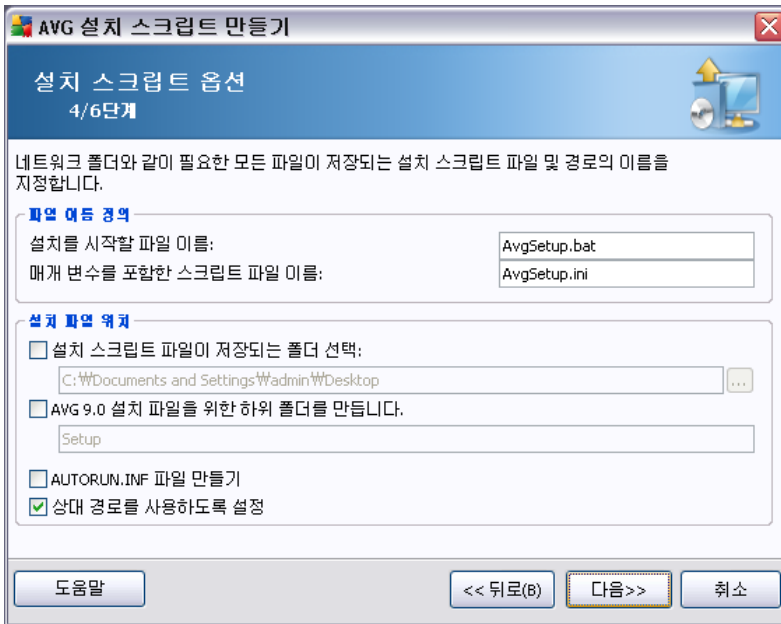 AVG 설치 스크립트 만들기
설치 스크립트 옵션
4/6단계
네트워크 폴더와 같이 필요한 모든 파일이 저장되는 설치 스크립트 파일 및 경로의 이름을
지정합니다.
파일 이름 정의
설치를 시작할 파일 이름:
AvgSetup.bat
매개 변수를 포함한 스크립트 파일 이름:
AvgSetup.ini
설치 파일 위치
설치 스크립트 파일이 저장되는 폴더 선택:
C:₩Documents and Settings₩admin₩Desktop
...
AVG 9.0 설치 파일을 위한 하위 폴더를 만듭니다.
Setup
AUTORUN.INF 파일 만들기
상대 경로를 사용하도록 설정
도움말
<< 뒤로(B)
다음>>
취소